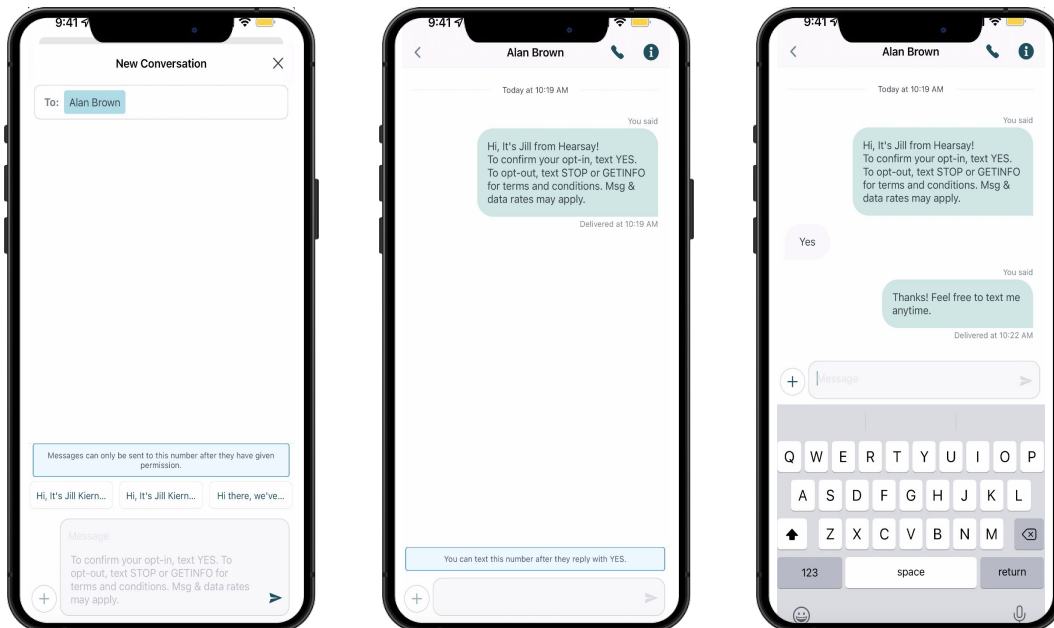 9:41
New Conversation
To: Alan Brown
Messages can only be sent to this number after they have given
permission.
Hi, It's Jill Kiern...
Hi, It's Jill Kiern...
Hi there, we've...
Message
To confirm your opt-in, text YES. To
opt-out, text STOP or GETINFO for
terms and conditions. Msg & data rates
may apply.
9:41
Alan Brown
Today at 10:19 AM
You said
Hi, It's Jill from Hearsay!
To confirm your opt-in, text YES.
To opt-out, text STOP or GETINFO
for terms and conditions. Msg &
data rates may apply.
Delivered at 10:19 AM
You can text this number after they reply with YES.
9:41
Alan Brown
Today at 10:19 AM
You said
Hi, It's Jill from Hearsay!
To confirm your opt-in, text YES.
To opt-out, text STOP or GETINFO
for terms and conditions. Msg &
data rates may apply.
Yes
You said
Thanks! Feel free to text me
anytime.
Delivered at 10:22 AM
Message
Q W E R T Y U I O P
A S D F G H J K L
Z X C V B N M
123 space return